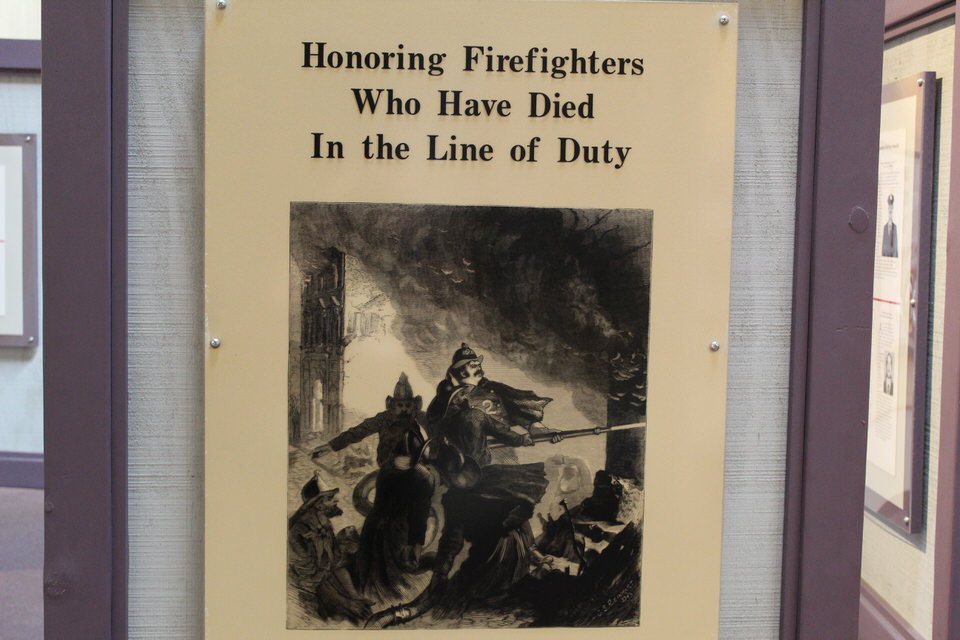 Honoring Firefighters
Who Have Died
In the Line of Duty